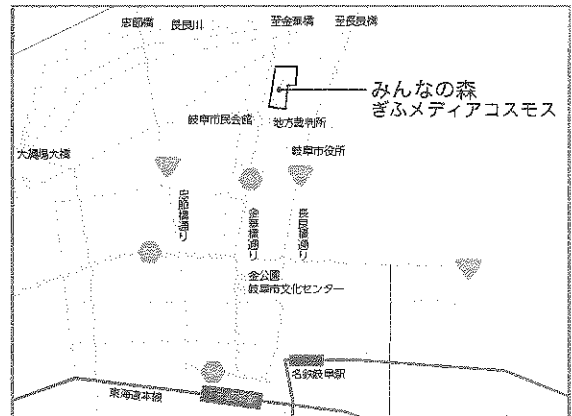 忠節橋
長良川
至金華橋
至長良橋
みんなの森
ぎふメディアコスモス
岐阜市民会館
地方裁判所
岐阜市役所
大縄場大橋
忠節橋通り
金華橋通り
長良橋通り
金公園
岐阜市文化センター
名鉄岐阜駅
東海道本線